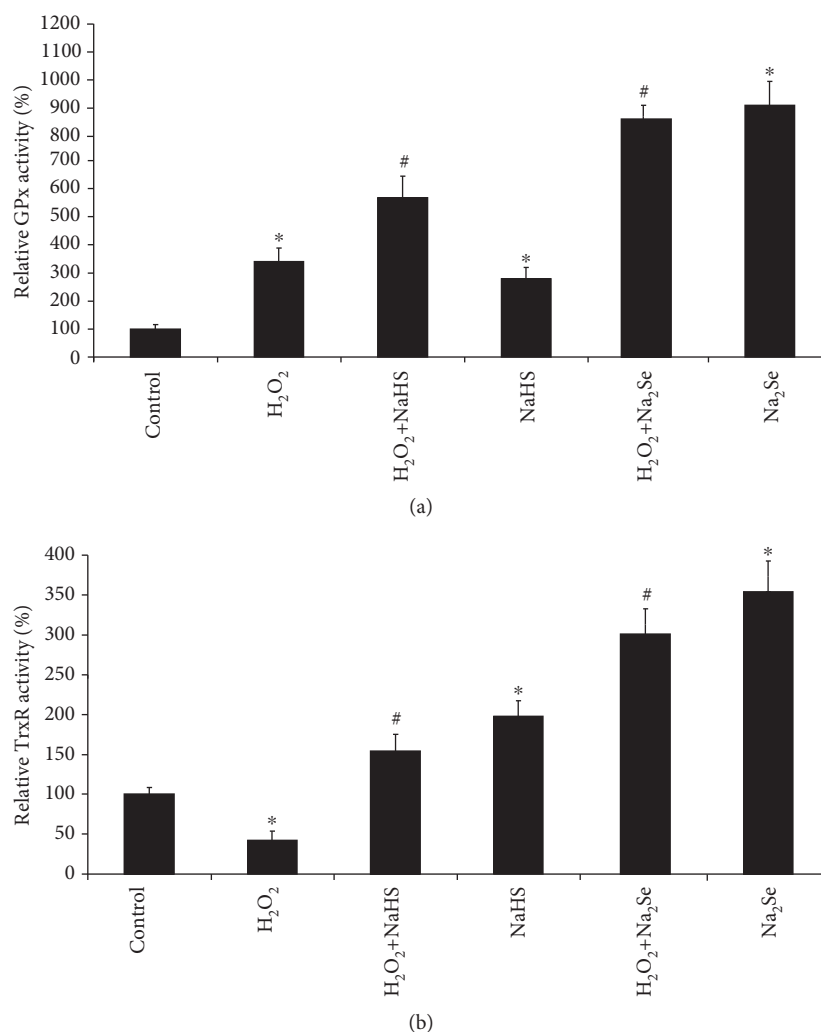 1200
1100
1000
900
800
700
600
500
400
300
200
100
0
Relative GPx activity (%)
*
#
*
#
*
Control
H₂O₂
H₂O₂+NaHS
NaHS
H₂O₂+Na₂Se
Na₂Se
(a)
400
350
300
250
200
150
100
50
0
Relative TrxR activity (%)
*
#
*
#
*
Control
H₂O₂
H₂O₂+NaHS
NaHS
H₂O₂+Na₂Se
Na₂Se
(b)